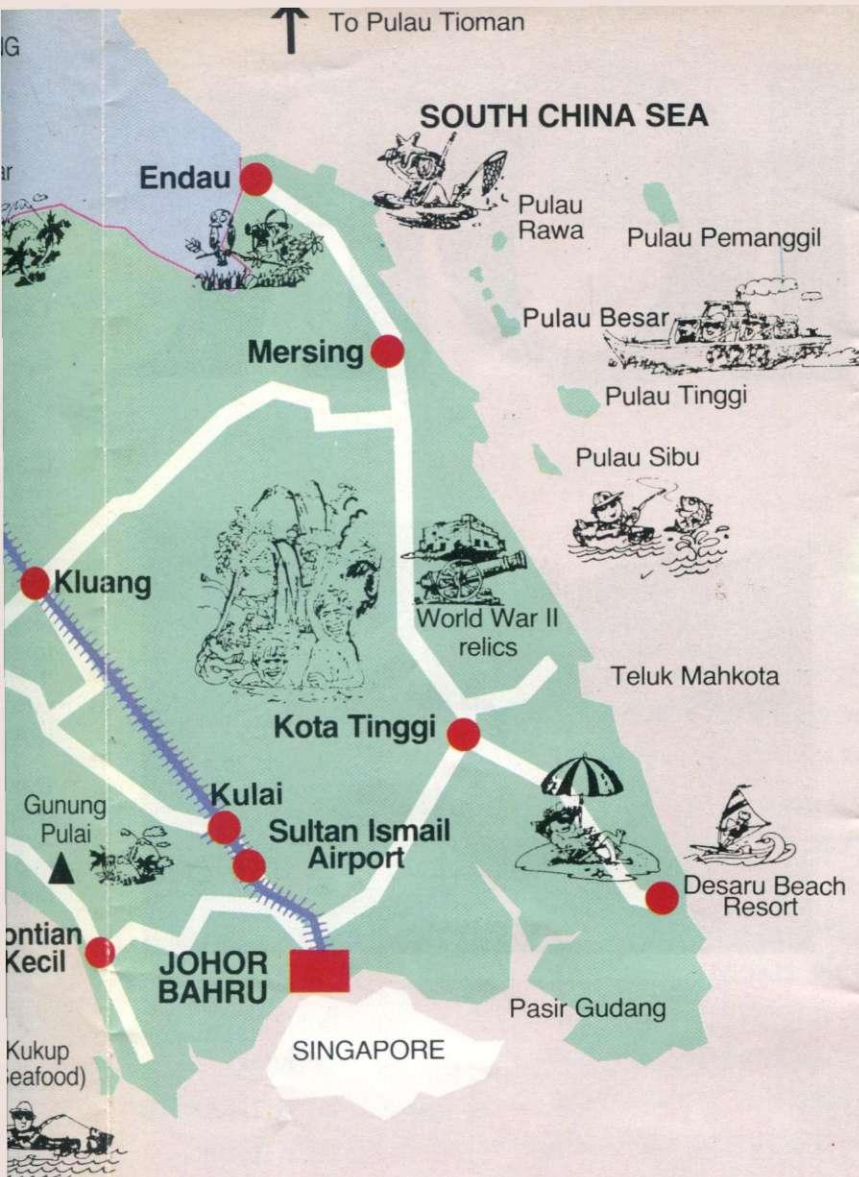 To Pulau Tioman
SOUTH CHINA SEA
Endau
Pulau
Rawa
Pulau Pemanggil
Pulau Besar
Mersing
Pulau Tinggi
Pulau Sibu
Kluang
World War II
relics
Teluk Mahkota
Kota Tinggi
Gunung
Pulai
Kulai
Sultan Ismail
Airport
Desaru Beach
Resort
ontian
Kecil
JOHOR
BAHRU
Pasir Gudang
SINGAPORE
Kukup
eafood)